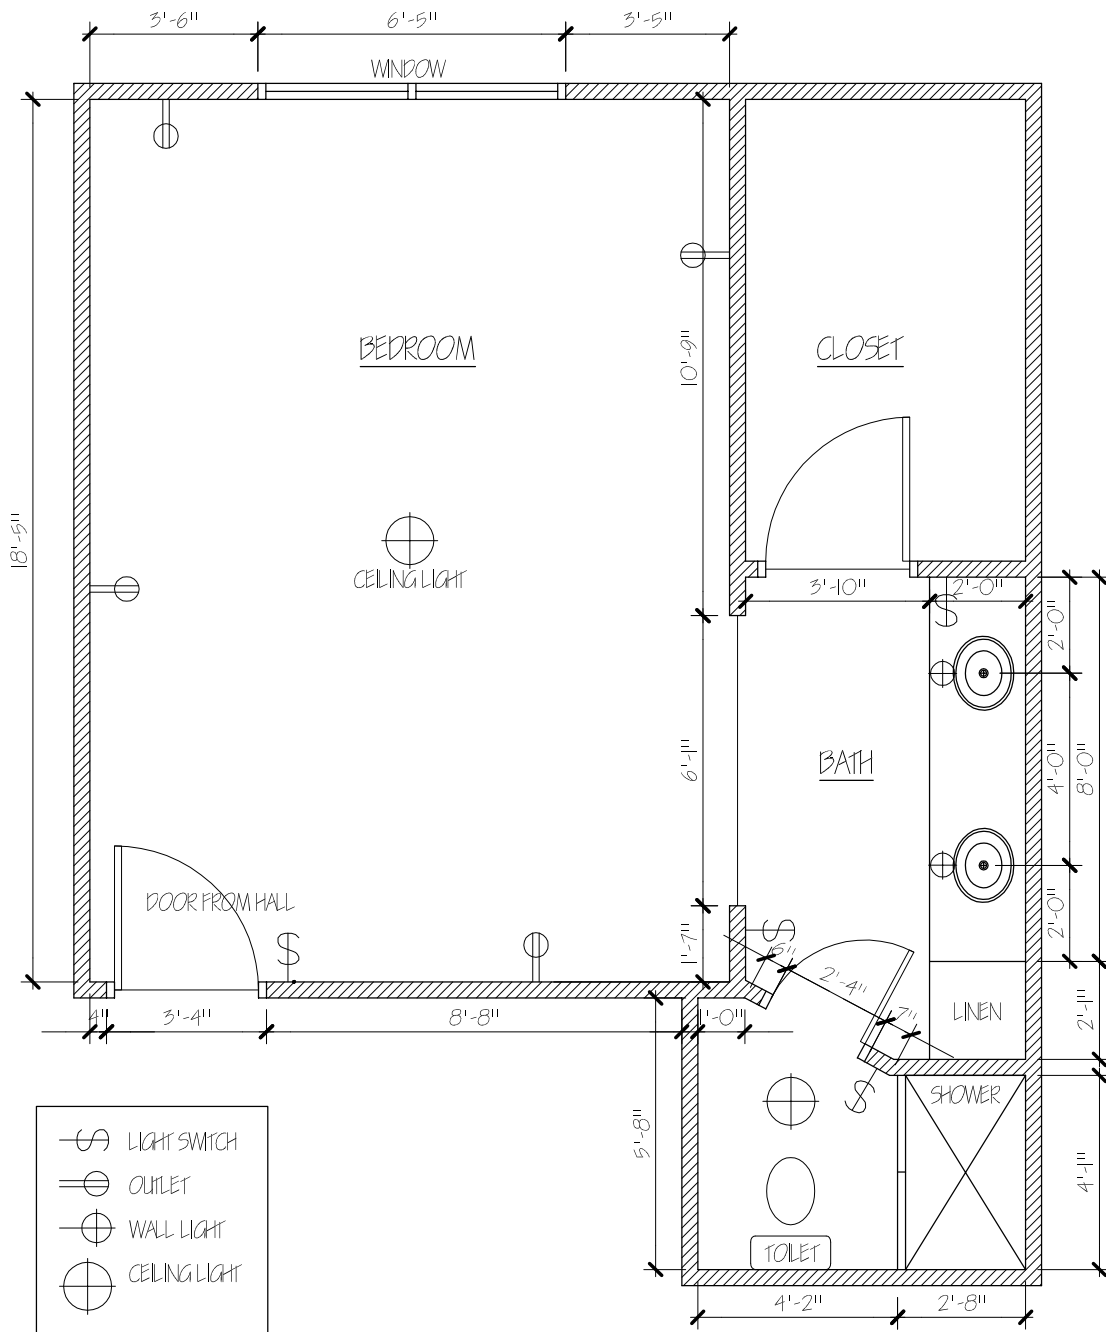 3'-6" 6'-5" 3'-5"
WINDOW
BEDROOM
10'-9"
CLOSET
18'-5"
CEILING LIGHT
3'-10" 2'-0"
2'-0"
6'-1"
BATH
4'-0"
8'-0"
DOOR FROM HALL
2'-0"
1'-7"
6"
2'-4"
7"
LINEN
2'-1"
4" 3'-4" 8'-8" 1'-0"
SHOWER
5'-8"
4'-1"
TOILET
4'-2" 2'-8"
LIGHT SWITCH
OUTLET
WALL LIGHT
CEILING LIGHT